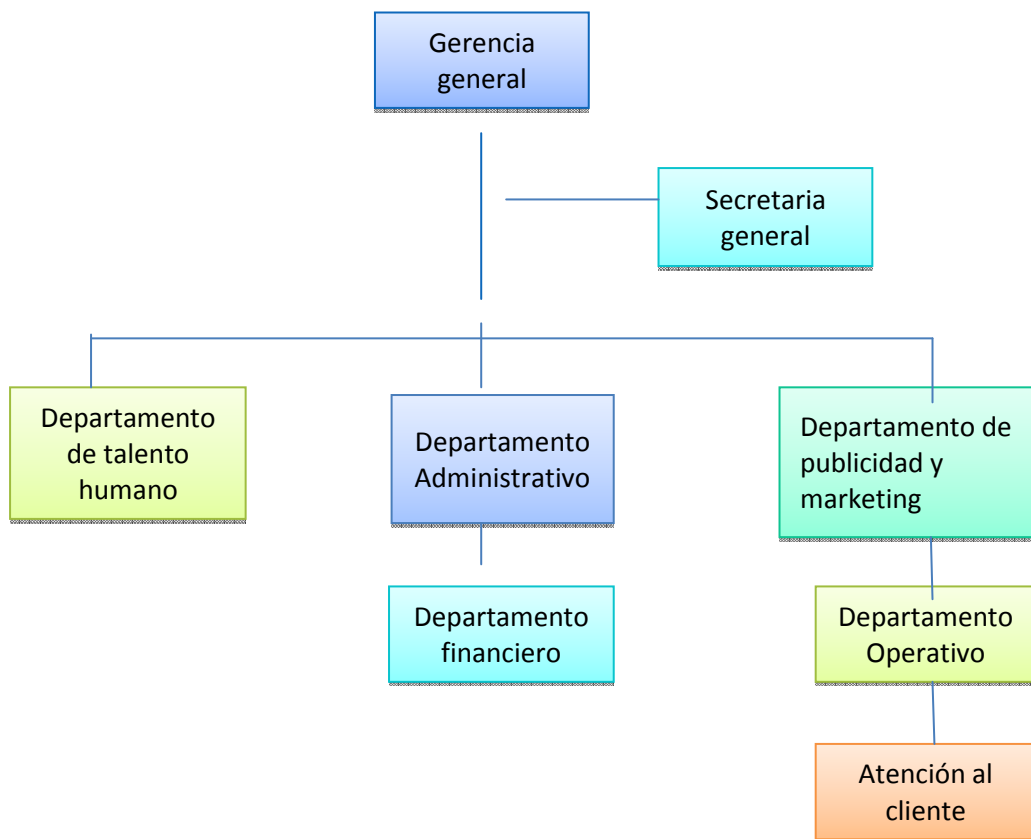 Gerencia
general
Secretaria
general
Departamento
de talento
humano
Departamento
Administrativo
Departamento de
publicidad y
marketing
Departamento
financiero
Departamento
Operativo
Atención al
cliente